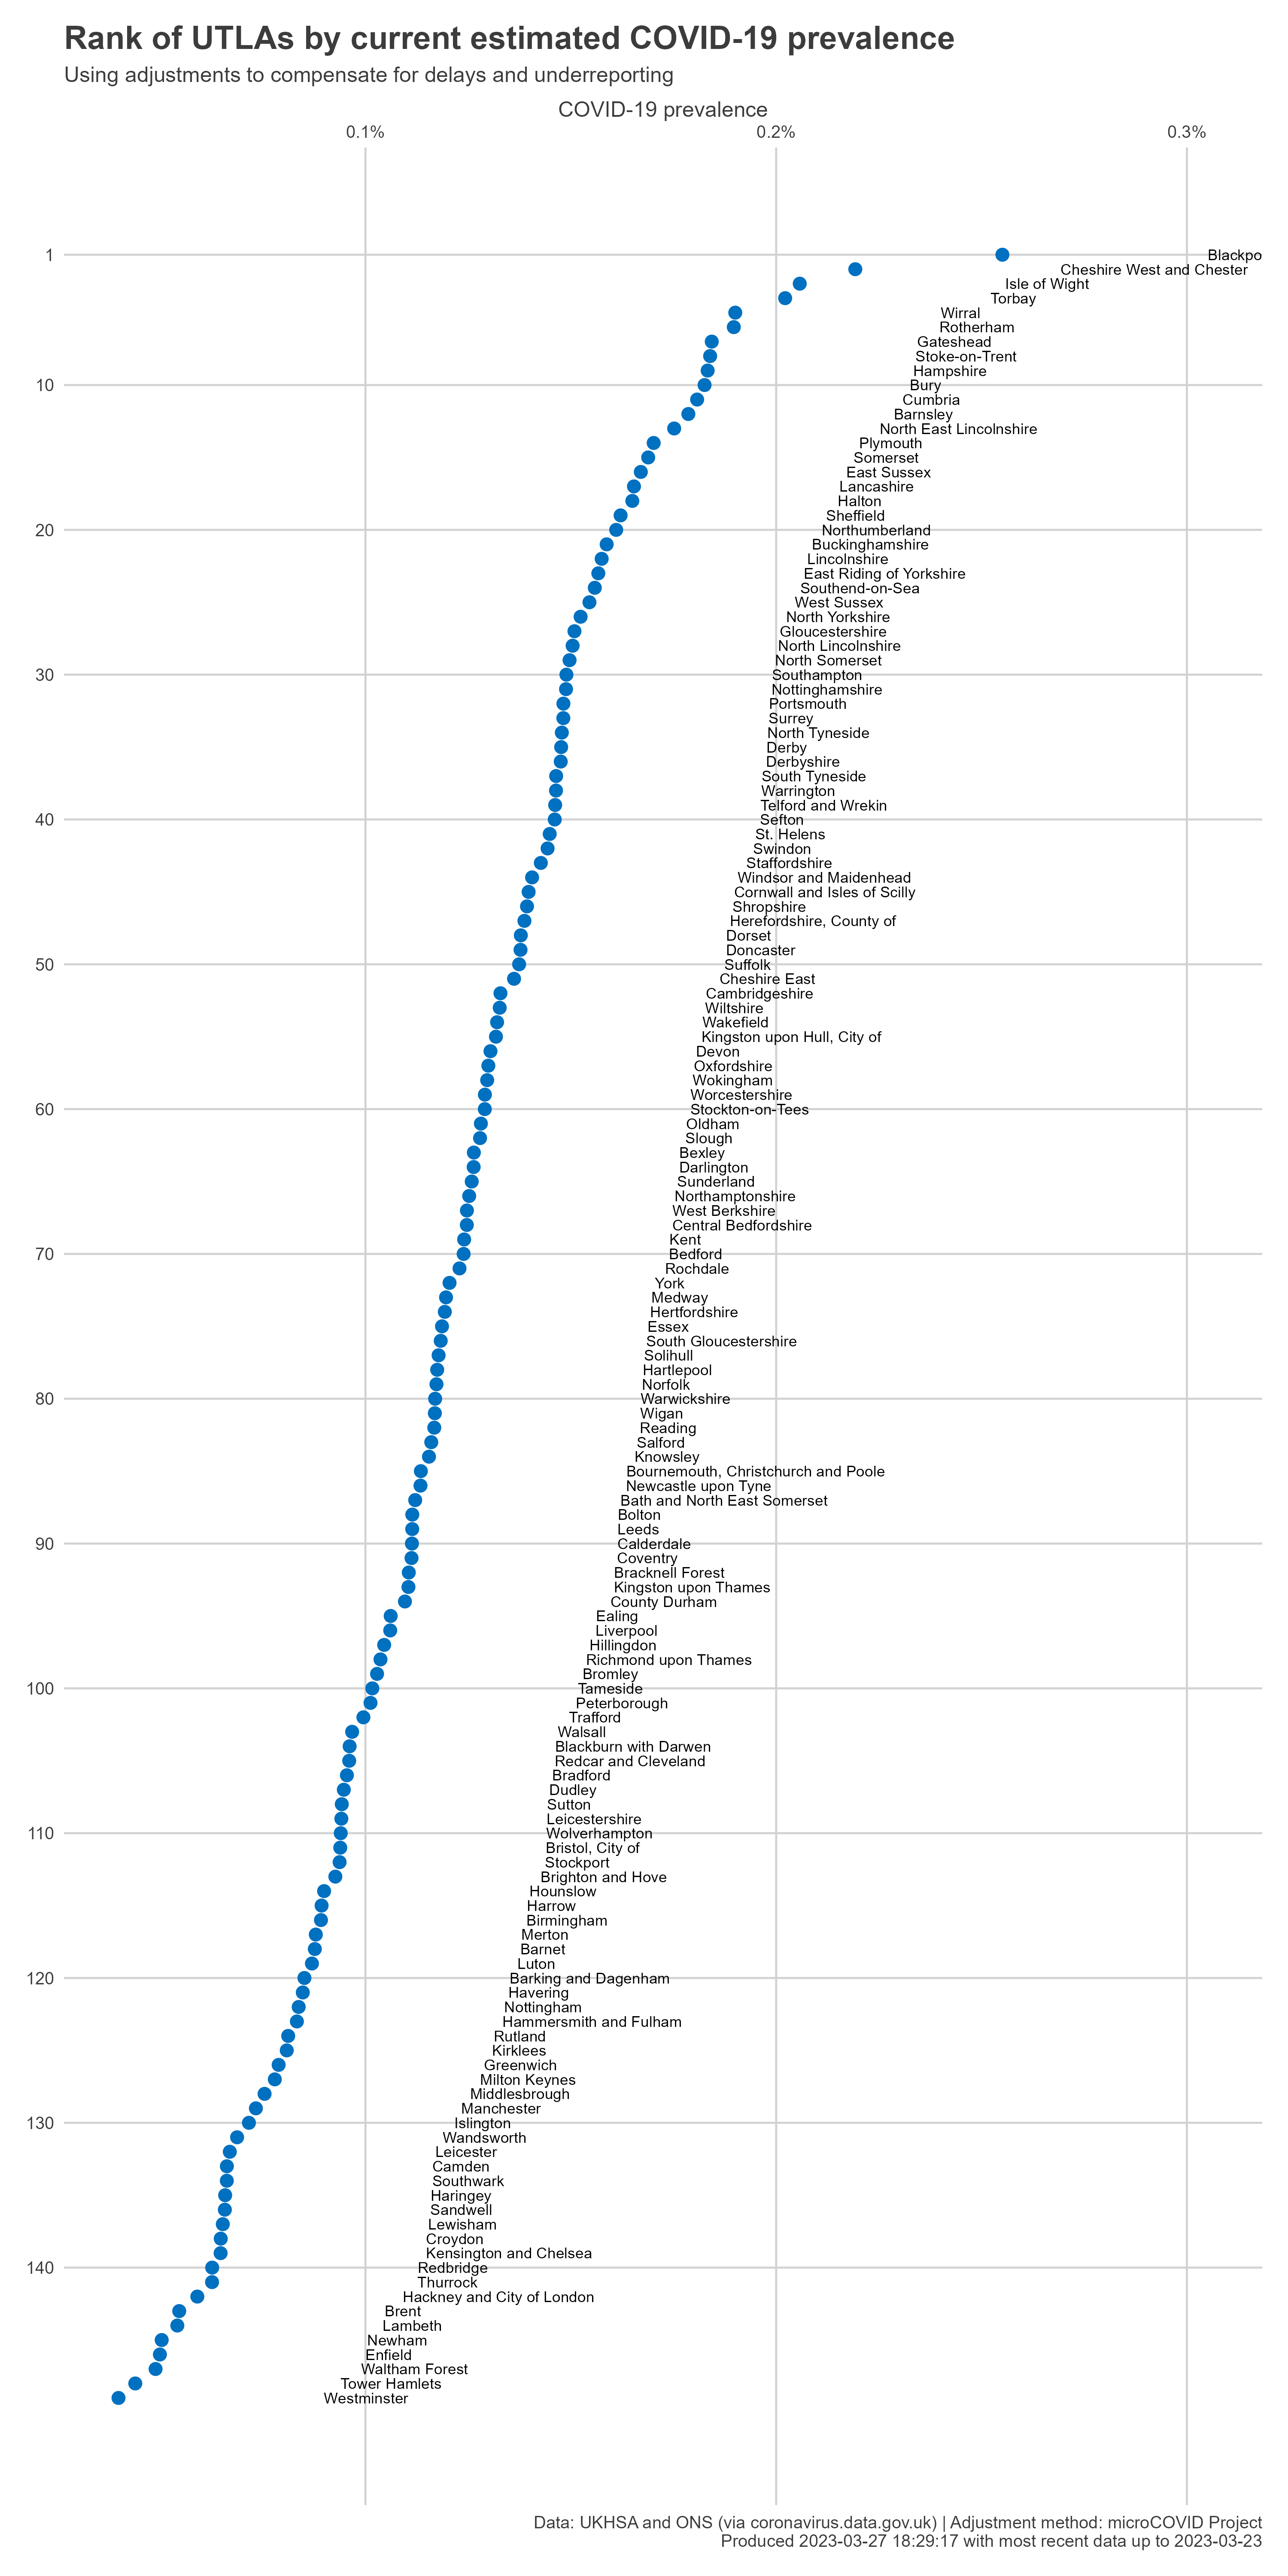 Rank of UTLAs by current estimated COVID-19 prevalence
Using adjustments to compensate for delays and underreporting
COVID-19 prevalence
0.1% 0.2% 0.3%
1 Blackpo
Cheshire West and Chester
Isle of Wight
Torbay
Wirral
Rotherham
Gateshead
Stoke-on-Trent
Hampshire
10 Bury
Cumbria
Barnsley
North East Lincolnshire
Plymouth
Somerset
East Sussex
Lancashire
Halton
Sheffield
20 Northumberland
Buckinghamshire
Lincolnshire
East Riding of Yorkshire
Southend-on-Sea
West Sussex
North Yorkshire
Gloucestershire
North Lincolnshire
North Somerset
30 Southampton
Nottinghamshire
Portsmouth
Surrey
North Tyneside
Derby
Derbyshire
South Tyneside
Warrington
Telford and Wrekin
40 Sefton
St. Helens
Swindon
Staffordshire
Windsor and Maidenhead
Cornwall and Isles of Scilly
Shropshire
Herefordshire, County of
Dorset
Doncaster
50 Suffolk
Cheshire East
Cambridgeshire
Wiltshire
Wakefield
Kingston upon Hull, City of
Devon
Oxfordshire
Wokingham
Worcestershire
60 Stockton-on-Tees
Oldham
Slough
Bexley
Darlington
Sunderland
Northamptonshire
West Berkshire
Central Bedfordshire
Kent
70 Bedford
Rochdale
York
Medway
Hertfordshire
Essex
South Gloucestershire
Solihull
Hartlepool
Norfolk
80 Warwickshire
Wigan
Reading
Salford
Knowsley
Bournemouth, Christchurch and Poole
Newcastle upon Tyne
Bath and North East Somerset
Bolton
Leeds
90 Calderdale
Coventry
Bracknell Forest
Kingston upon Thames
County Durham
Ealing
Liverpool
Hillingdon
Richmond upon Thames
Bromley
100 Tameside
Peterborough
Trafford
Walsall
Blackburn with Darwen
Redcar and Cleveland
Bradford
Dudley
Sutton
Leicestershire
110 Wolverhampton
Bristol, City of
Stockport
Brighton and Hove
Hounslow
Harrow
Birmingham
Merton
Barnet
Luton
120 Barking and Dagenham
Havering
Nottingham
Hammersmith and Fulham
Rutland
Kirklees
Greenwich
Milton Keynes
Middlesbrough
Manchester
130 Islington
Wandsworth
Leicester
Camden
Southwark
Haringey
Sandwell
Lewisham
Croydon
Kensington and Chelsea
140 Redbridge
Thurrock
Hackney and City of London
Brent
Lambeth
Newham
Enfield
Waltham Forest
Tower Hamlets
Westminster
Data: UKHSA and ONS (via coronavirus.data.gov.uk) | Adjustment method: microCOVID Project
Produced 2023-03-27 18:29:17 with most recent data up to 2023-03-23